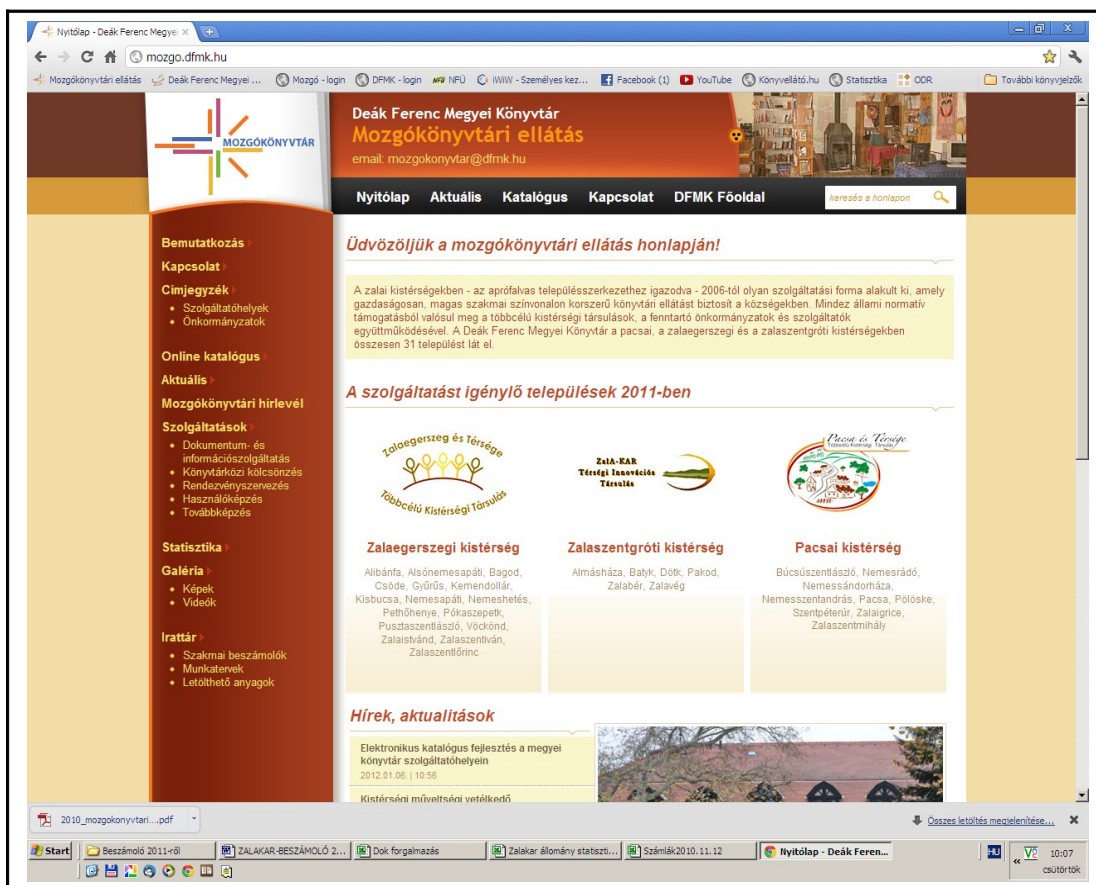 Nyitólap - Deák Ferenc Megyei
mozgo.dfmk.hu
Mozgókönyvtári ellátás Deák Ferenc Megyei ... Mozgó - login DFMK - login NFÜ iWiW - Személyes kez... Facebook (1) YouTube Könyvellátó.hu Statisztika ODR További könyvjelzők
MOZGÓKÖNYVTÁR
Deák Ferenc Megyei Könyvtár
Mozgókönyvtári ellátás
email: mozgokonyvtar@dfmk.hu
Nyitólap Aktuális Katalógus Kapcsolat DFMK Főoldal keresés a honlapon
Bemutatkozás
Kapcsolat
Címjegyzék
Szolgáltatóhelyek
Önkormányzatok
Online katalógus
Aktuális
Mozgókönyvtári hírlevél
Szolgáltatások
Dokumentum- és
információszolgáltatás
Könyvtárközi kölcsönzés
Rendezvényszervezés
Használóképzés
Továbbképzés
Statisztika
Galéria
Képek
Videók
Irattár
Szakmai beszámolók
Munkatervek
Letölthető anyagok
Üdvözöljük a mozgókönyvtári ellátás honlapján!
A zalai kistérségekben - az aprófalvas településszerkezethez igazodva - 2006-tól olyan szolgáltatási forma alakult ki, amely
gazdaságosan, magas szakmai színvonalon korszerű könyvtári ellátást biztosít a községekben. Mindez állami normatív
támogatásból valósul meg a többcélú kistérségi társulások, a fenntartó önkormányzatok és szolgáltatók
együttműködésével. A Deák Ferenc Megyei Könyvtár a pacsai, a zalaegerszegi és a zalaszentgróti kistérségekben
összesen 31 települést lát el.
A szolgáltatást igénylő települések 2011-ben
Zalaegerszeg és Térsége
Többcélú Kistérségi Társulás
ZalA-KAR
Térségi Innovációs
Társulás
Pacsa és Térsége
Többcélú Kistérségi Társulás
Zalaegerszegi kistérség
Alibánfa, Alsónemesapáti, Bagod,
Csöde, Gyűrűs, Kemendollár,
Kisbucsa, Nemesapáti, Nemeshetés,
Pethőhenye, Pókaszepetk,
Pusztaszentlászló, Vöckönd,
Zalaistvánd, Zalaszentiván,
Zalaszentlőrinc
Zalaszentgróti kistérség
Almásháza, Batyk, Dötk, Pakod,
Zalabér, Zalavég
Pacsai kistérség
Búcsúszentlászló, Nemesrádó,
Nemessándorháza,
Nemesszentandrás, Pacsa, Pölöske,
Szentpéterúr, Zalaigrice,
Zalaszentmihály
Hírek, aktualitások
Elektronikus katalógus fejlesztés a megyei
könyvtár szolgáltatóhelyein
2012.01.06. | 10:56
Kistérségi műveltségi vetélkedő
2010_mozgokonyvtari....pdf Összes letöltés megjelenítése...
Start Beszámoló 2011-ről ZALAKAR-BESZÁMOLÓ 2... Dok forgalmazás Zalakar állomány statiszti... Számlák2010.11.12 Nyitólap - Deák Feren... HU 10:07
csütörtök